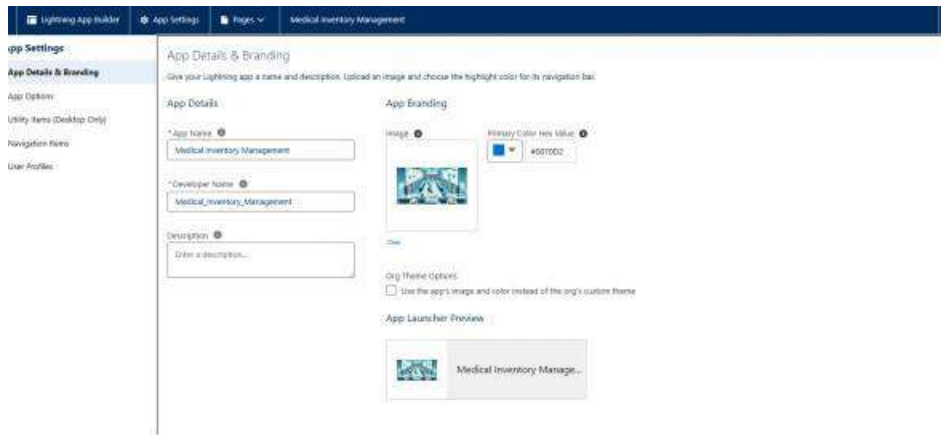 Lightning App Builder
App Settings
Pages
Medical Inventory Management
App Settings
App Details & Branding
App Options
Utility Items (Desktop Only)
Navigation Items
User Profiles
App Details & Branding
Give your Lightning app a name and description. Upload an image and choose the highlight color for its navigation bar.
App Details
*App Name
Medical Inventory Management
*Developer Name
Medical_Inventory_Management
Description
Enter a description...
App Branding
Image
Primary Color Hex Value
Clear
Org Theme Options
Use the app's image and color instead of the org's custom theme
App Launcher Preview
Medical Inventory Manage...